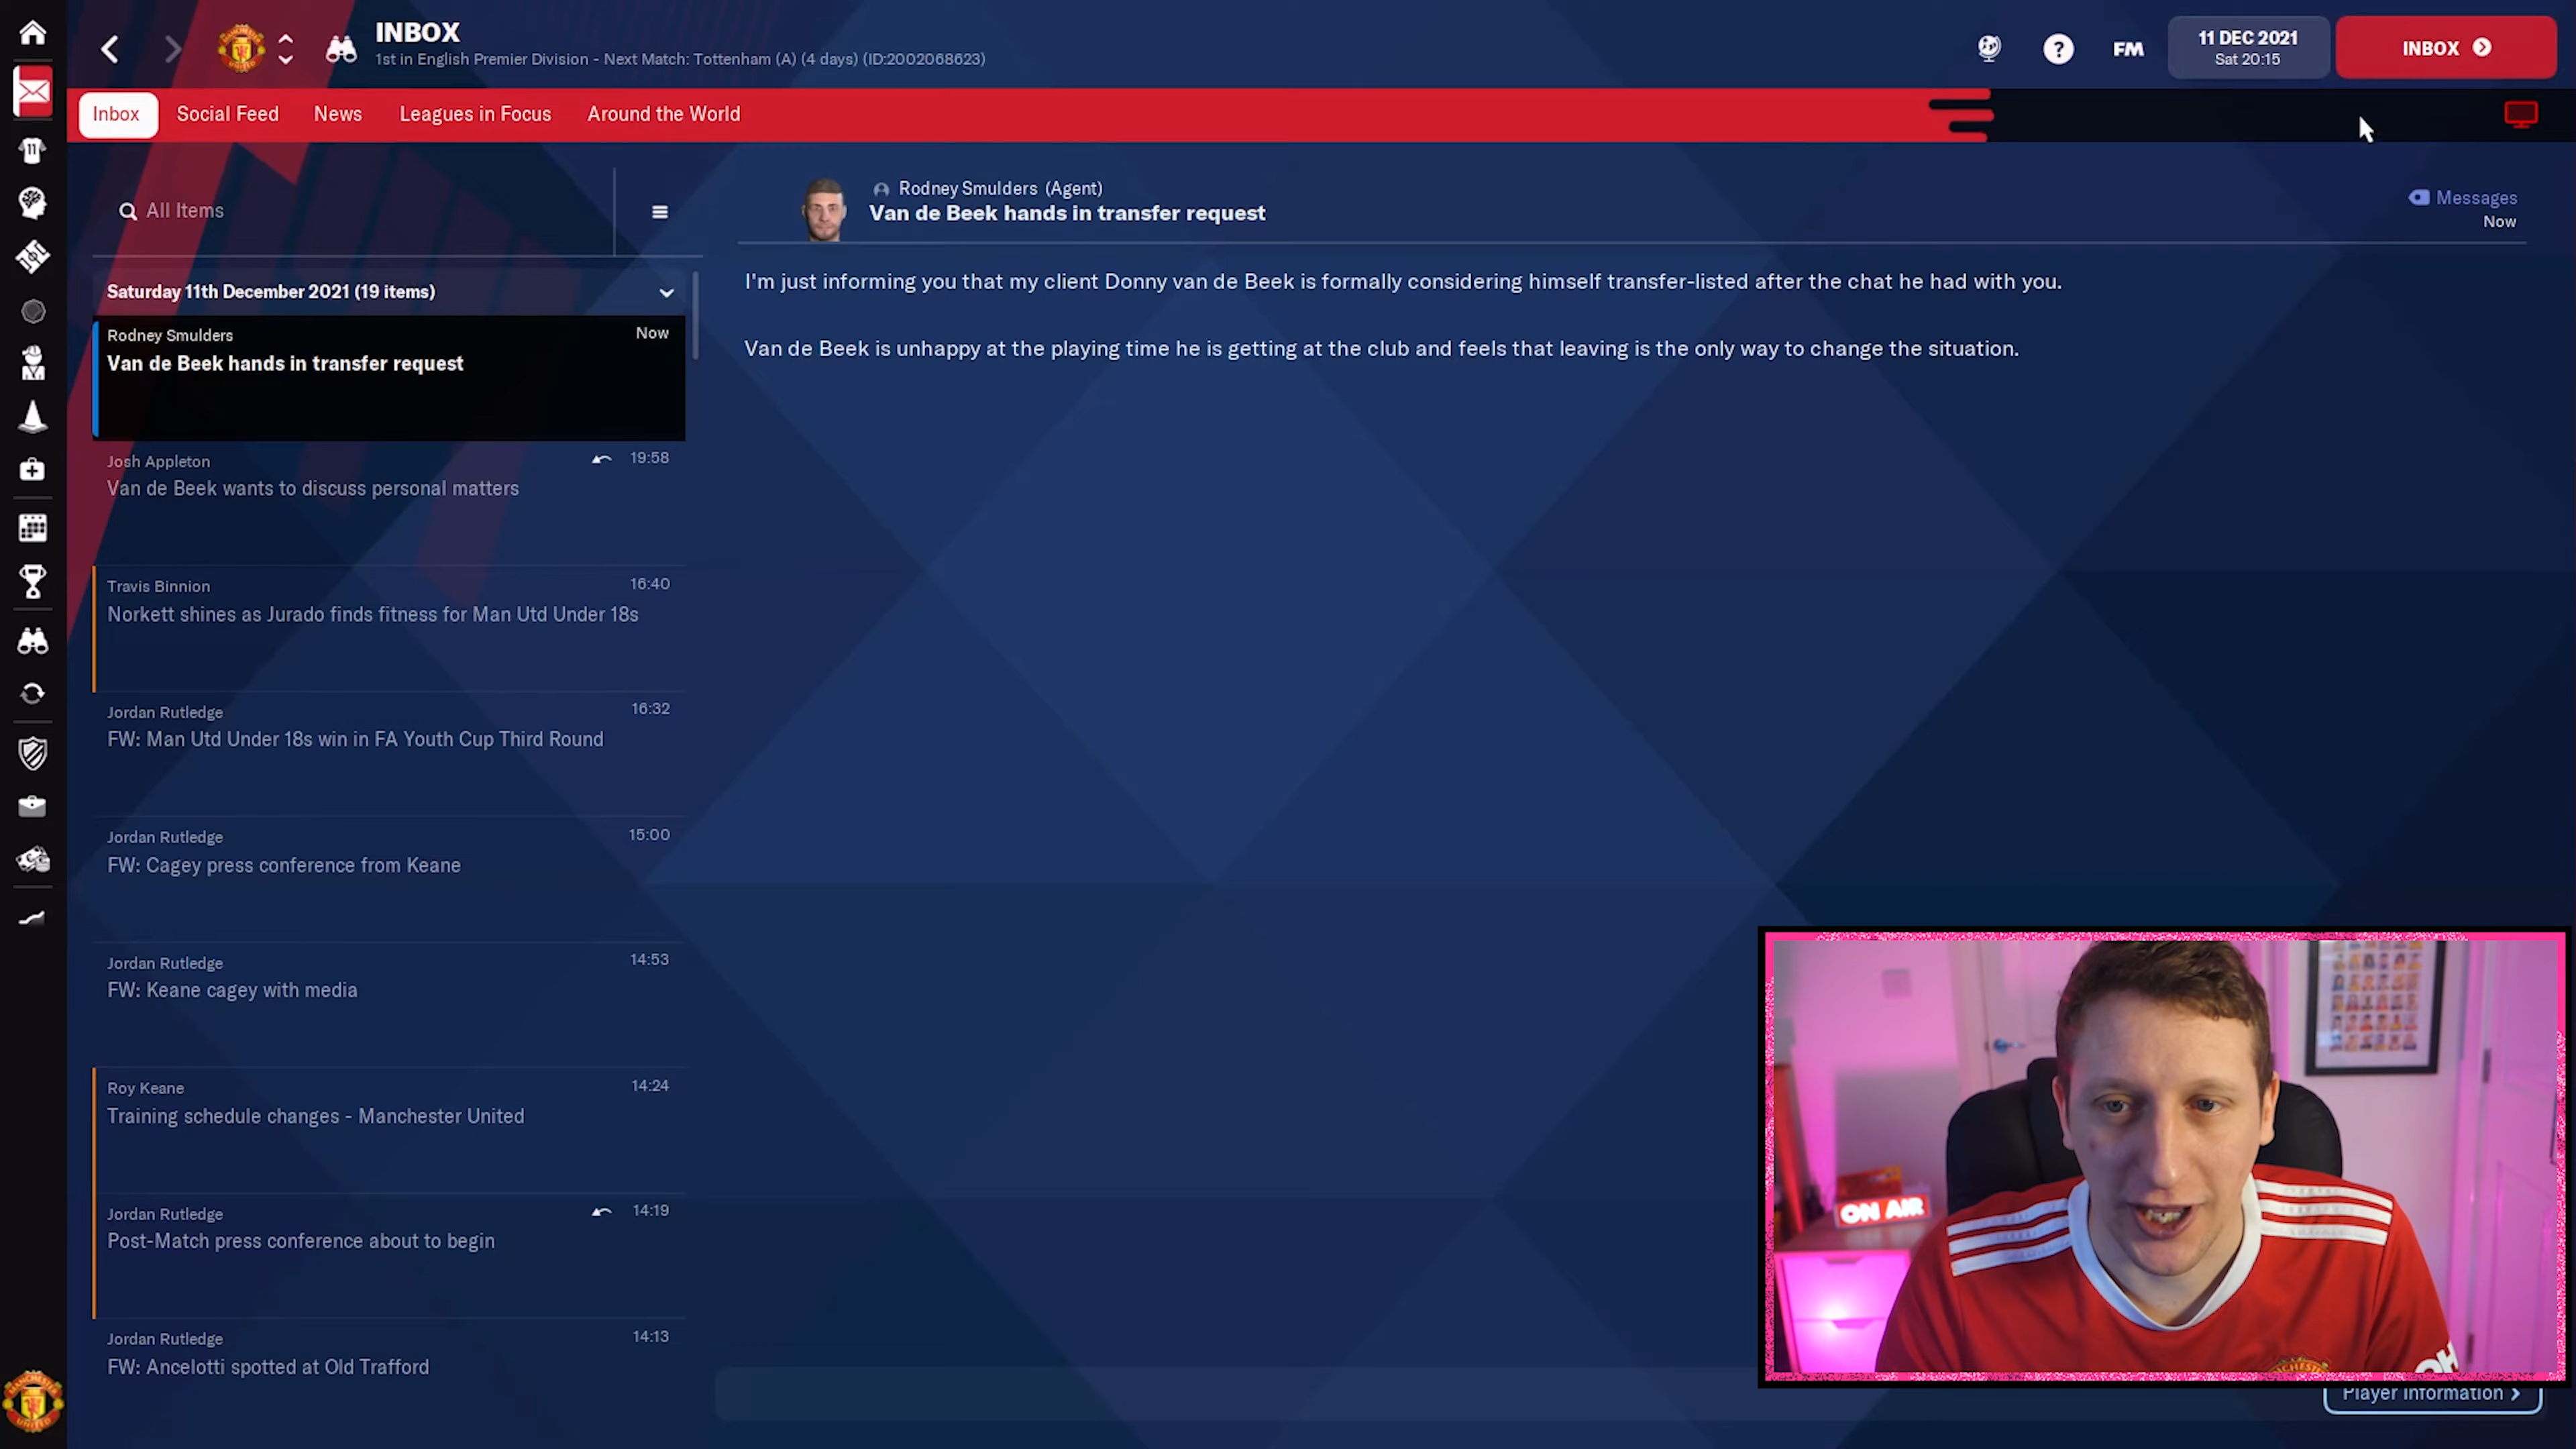 INBOX
1st in English Premier Division - Next Match: Tottenham (A) (4 days) (ID:2002068623)
FM
11 DEC 2021
Sat 20:15
INBOX
Inbox
Social Feed
News
Leagues in Focus
Around the World
All Items
Saturday 11th December 2021 (19 items)
Rodney Smulders
Now
Van de Beek hands in transfer request
Josh Appleton
19:58
Van de Beek wants to discuss personal matters
Travis Binnion
16:40
Norkett shines as Jurado finds fitness for Man Utd Under 18s
Jordan Rutledge
16:32
FW: Man Utd Under 18s win in FA Youth Cup Third Round
Jordan Rutledge
15:00
FW: Cagey press conference from Keane
Jordan Rutledge
14:53
FW: Keane cagey with media
Roy Keane
14:24
Training schedule changes - Manchester United
Jordan Rutledge
14:19
Post-Match press conference about to begin
Jordan Rutledge
14:13
FW: Ancelotti spotted at Old Trafford
Rodney Smulders (Agent)
Van de Beek hands in transfer request
Messages
Now
I'm just informing you that my client Donny van de Beek is formally considering himself transfer-listed after the chat he had with you.
Van de Beek is unhappy at the playing time he is getting at the club and feels that leaving is the only way to change the situation.
ON AIR
Player Information